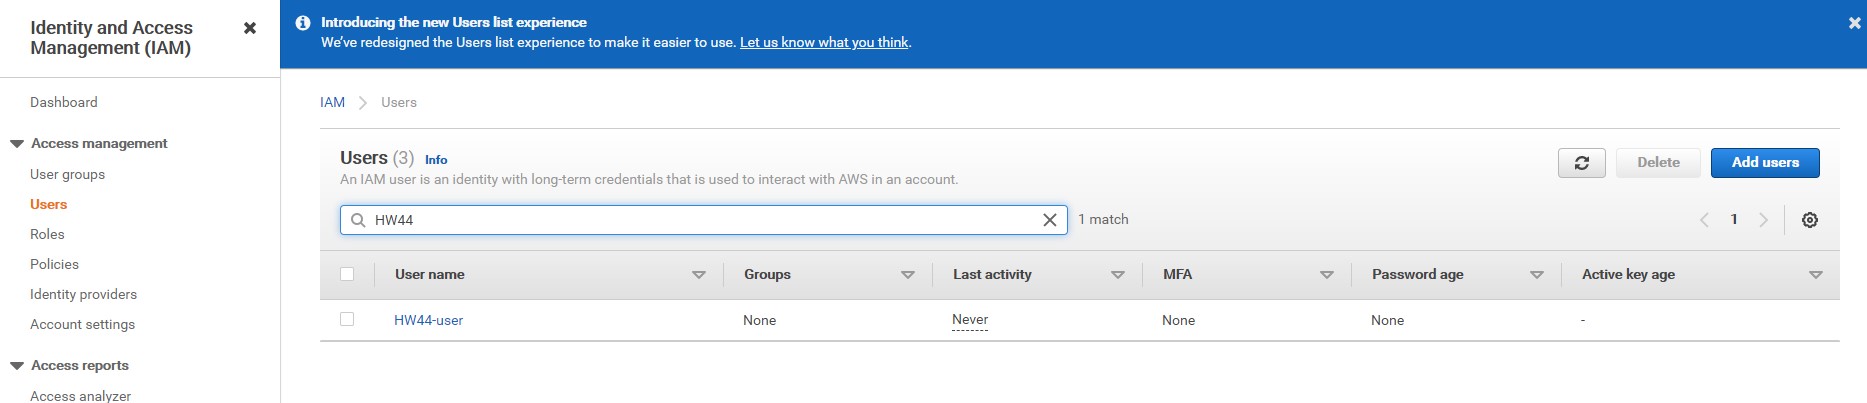 Identity and Access
Management (IAM)
Dashboard
Access management
User groups
Users
Roles
Policies
Identity providers
Account settings
Access reports
Access analyzer
Introducing the new Users list experience
We've redesigned the Users list experience to make it easier to use. Let us know what you think.
IAM > Users
Users (3) Info
An IAM user is an identity with long-term credentials that is used to interact with AWS in an account.
Delete
Add users
HW44
1 match
1
User name Groups Last activity MFA Password age Active key age
HW44-user None Never None None -